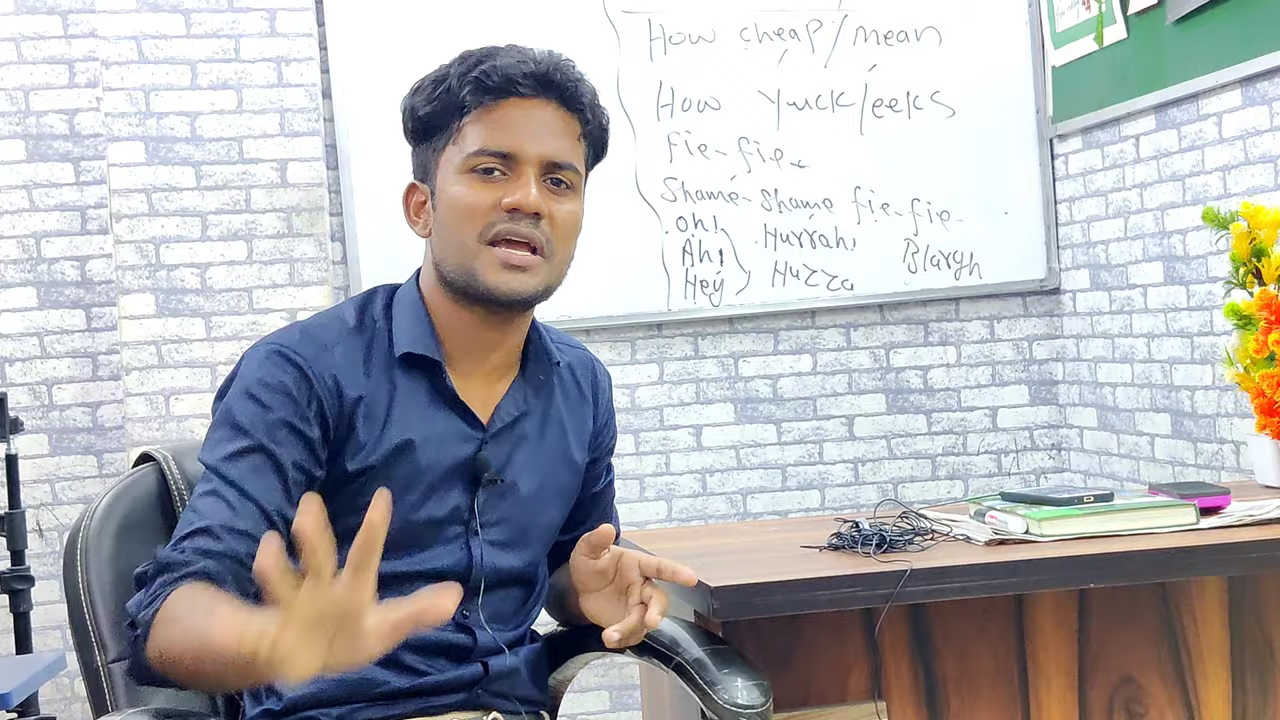 How cheap/mean
How Yuck/eeks
fie-fie-
Shame-Shame fie-fie-
Oh!
Ah! Hurrah! Blargh
Hey Huzza